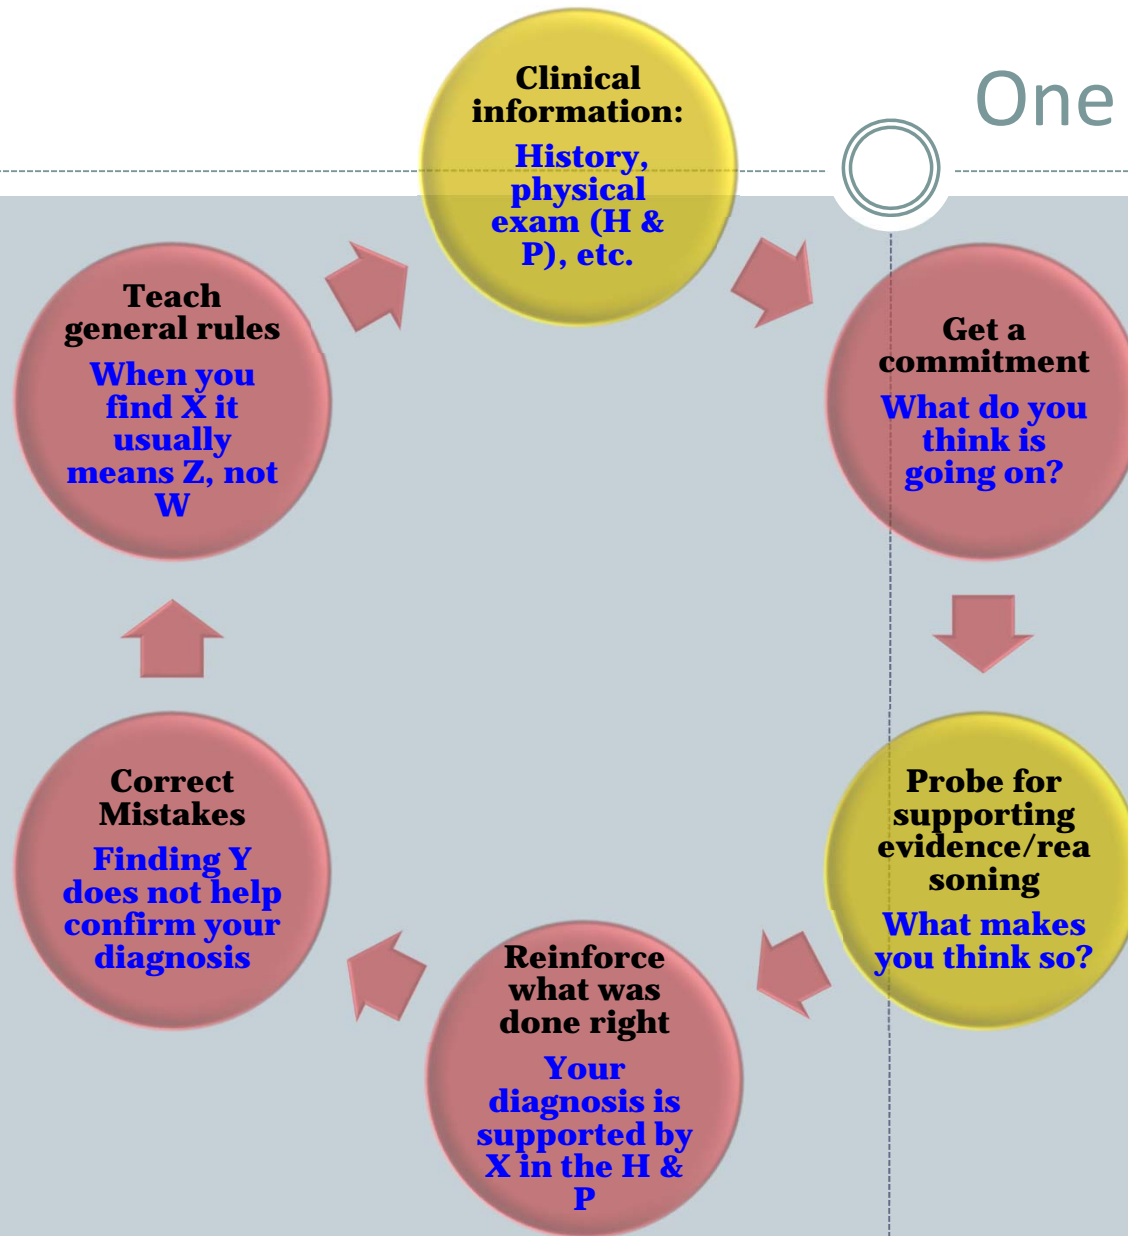 One
Clinical
information:
History,
physical
exam (H &
P), etc.
Get a
commitment
What do you
think is
going on?
Probe for
supporting
evidence/rea
soning
What makes
you think so?
Reinforce
what was
done right
Your
diagnosis is
supported by
X in the H &
P
Correct
Mistakes
Finding Y
does not help
confirm your
diagnosis
Teach
general rules
When you
find X it
usually
means Z, not
W